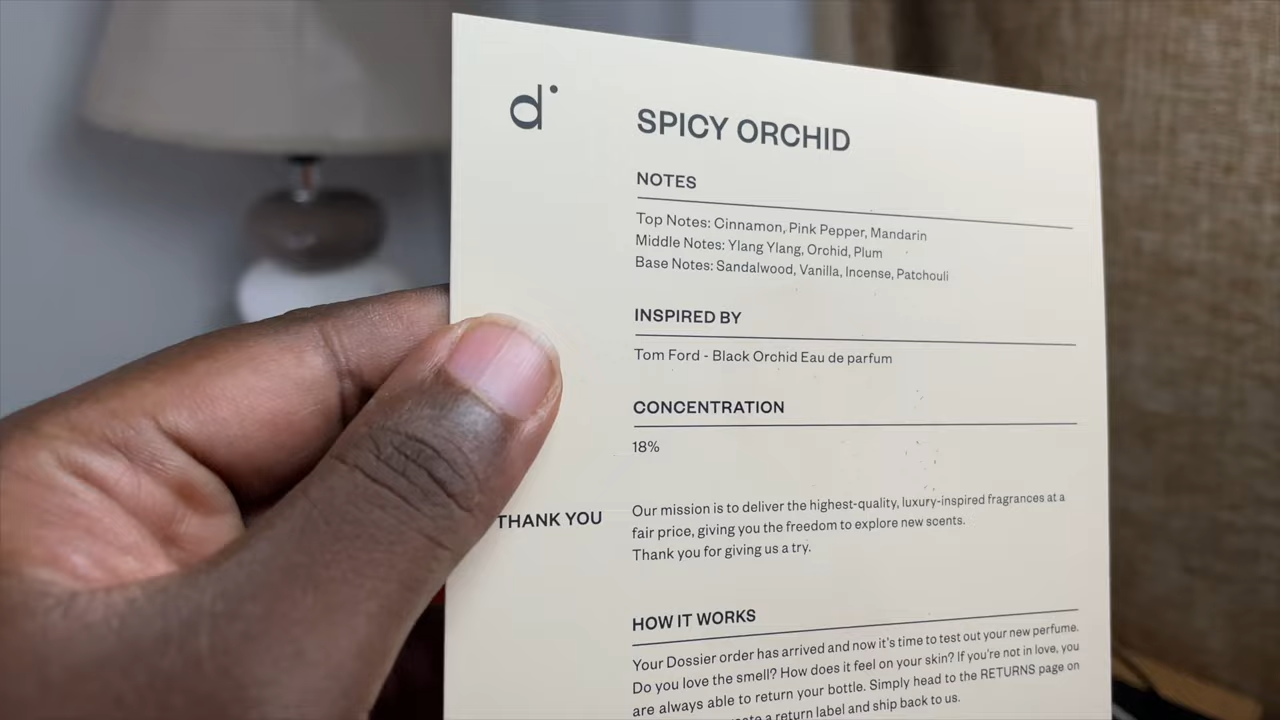 d
SPICY ORCHID
NOTES
Top Notes: Cinnamon, Pink Pepper, Mandarin
Middle Notes: Ylang Ylang, Orchid, Plum
Base Notes: Sandalwood, Vanilla, Incense, Patchouli
INSPIRED BY
Tom Ford - Black Orchid Eau de parfum
CONCENTRATION
18%
THANK YOU
Our mission is to deliver the highest-quality, luxury-inspired fragrances at a
fair price, giving you the freedom to explore new scents.
Thank you for giving us a try.
HOW IT WORKS
Your Dossier order has arrived and now it's time to test out your new perfume.
Do you love the smell? How does it feel on your skin? If you're not in love, you
are always able to return your bottle. Simply head to the RETURNS page on
a return label and ship back to us.